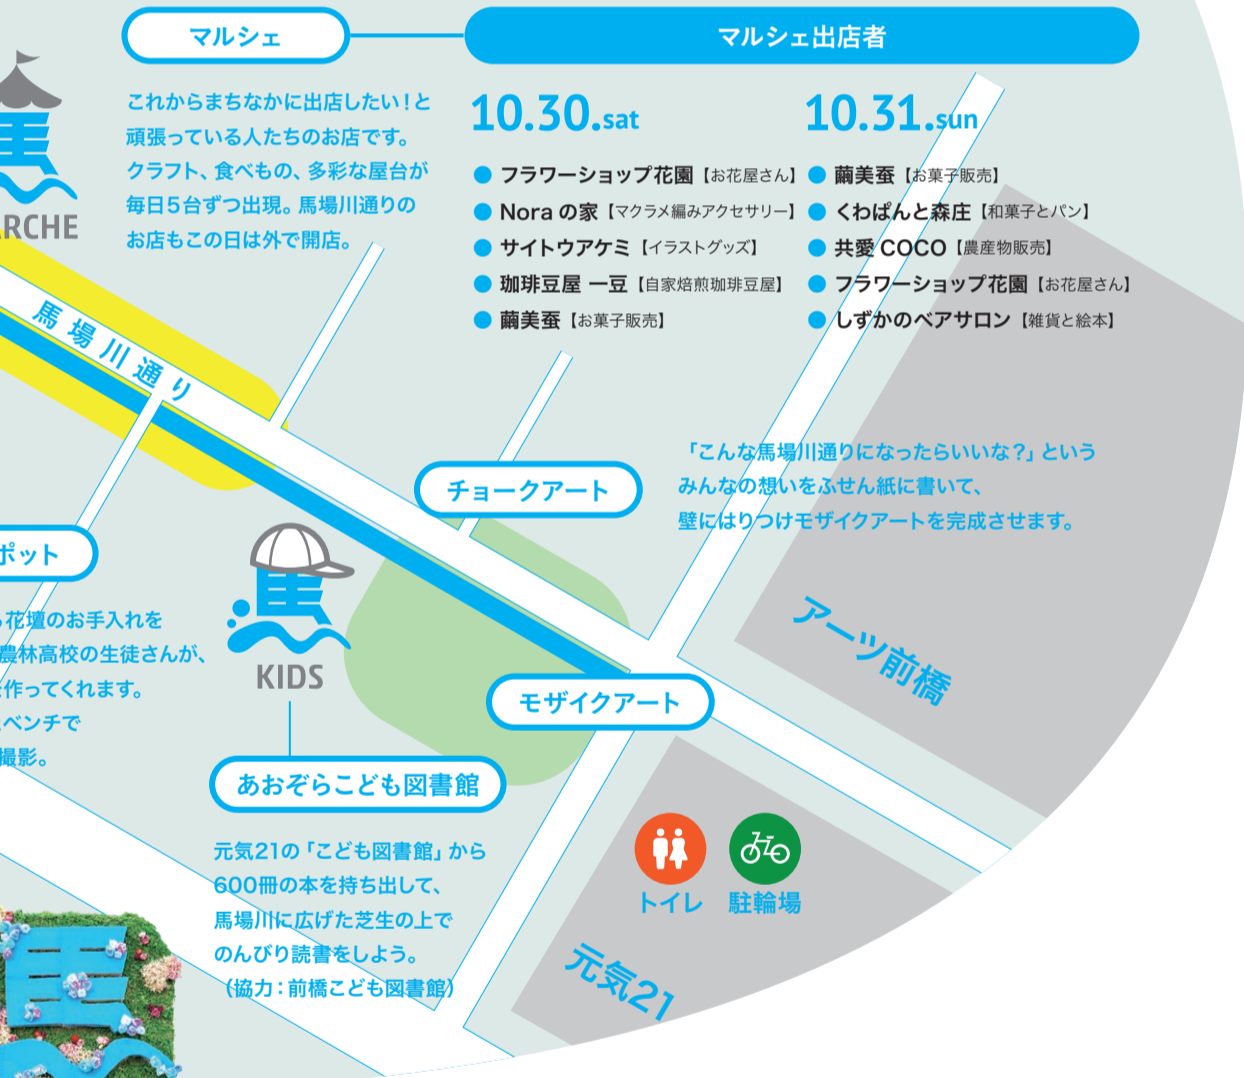 マルシェ
これからまちなかに出店したい！と
頑張っている人たちのお店です。
クラフト、食べもの、多彩な屋台が
毎日5台ずつ出現。馬場川通りの
お店もこの日は外で開店。
マルシェ出店者
10.30.sat
● フラワーショップ花園【お花屋さん】
● Nora の家【マクラメ編みアクセサリー】
● サイトウアケミ【イラストグッズ】
● 珈琲豆屋 一豆【自家焙煎珈琲豆屋】
● 繭美蚕【お菓子販売】
10.31.sun
● 繭美蚕【お菓子販売】
● くわぱんと森庄【和菓子とパン】
● 共愛 COCO【農産物販売】
● フラワーショップ花園【お花屋さん】
● しずかのベアサロン【雑貨と絵本】
馬
RCHE
馬場川通り
チョークアート
「こんな馬場川通りになったらいいな？」という
みんなの想いをふせん紙に書いて、
壁にはりつけモザイクアートを完成させます。
ポット
花壇のお手入れを
農林高校の生徒さんが、
作ってくれます。
ベンチで
撮影。
馬
KIDS
アーツ前橋
モザイクアート
あおぞらこども図書館
元気21の「こども図書館」から
600冊の本を持ち出して、
馬場川に広げた芝生の上で
のんびり読書をしよう。
（協力：前橋こども図書館）
トイレ
駐輪場
元気21